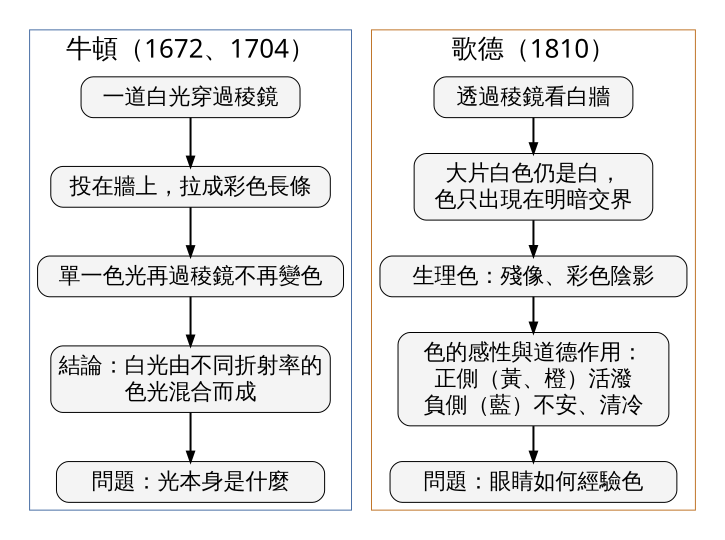 牛頓（1672、1704）
一道白光穿過稜鏡
投在牆上，拉成彩色長條
單一色光再過稜鏡不再變色
結論：白光由不同折射率的
色光混合而成
問題：光本身是什麼
歌德（1810）
透過稜鏡看白牆
大片白色仍是白，
色只出現在明暗交界
生理色：殘像、彩色陰影
色的感性與道德作用：
正側（黃、橙）活潑
負側（藍）不安、清冷
問題：眼睛如何經驗色